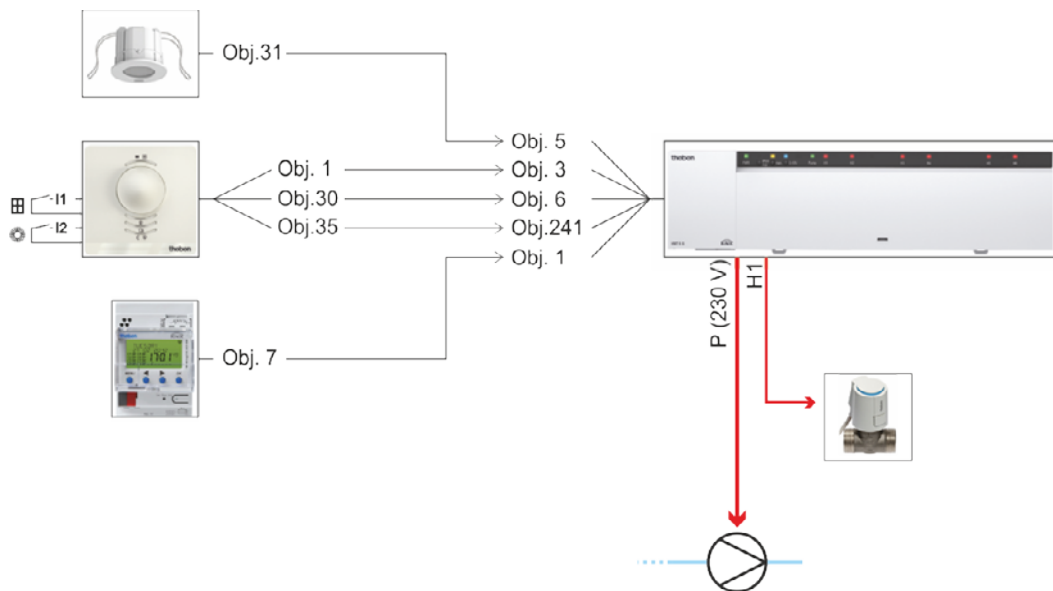 Obj.31
Obj. 5
Obj. 1
Obj. 3
I1
Obj.30
Obj. 6
I2
Obj.35
Obj.241
theben
Obj. 1
theben
P (230 V)
H1
Obj. 7
1701